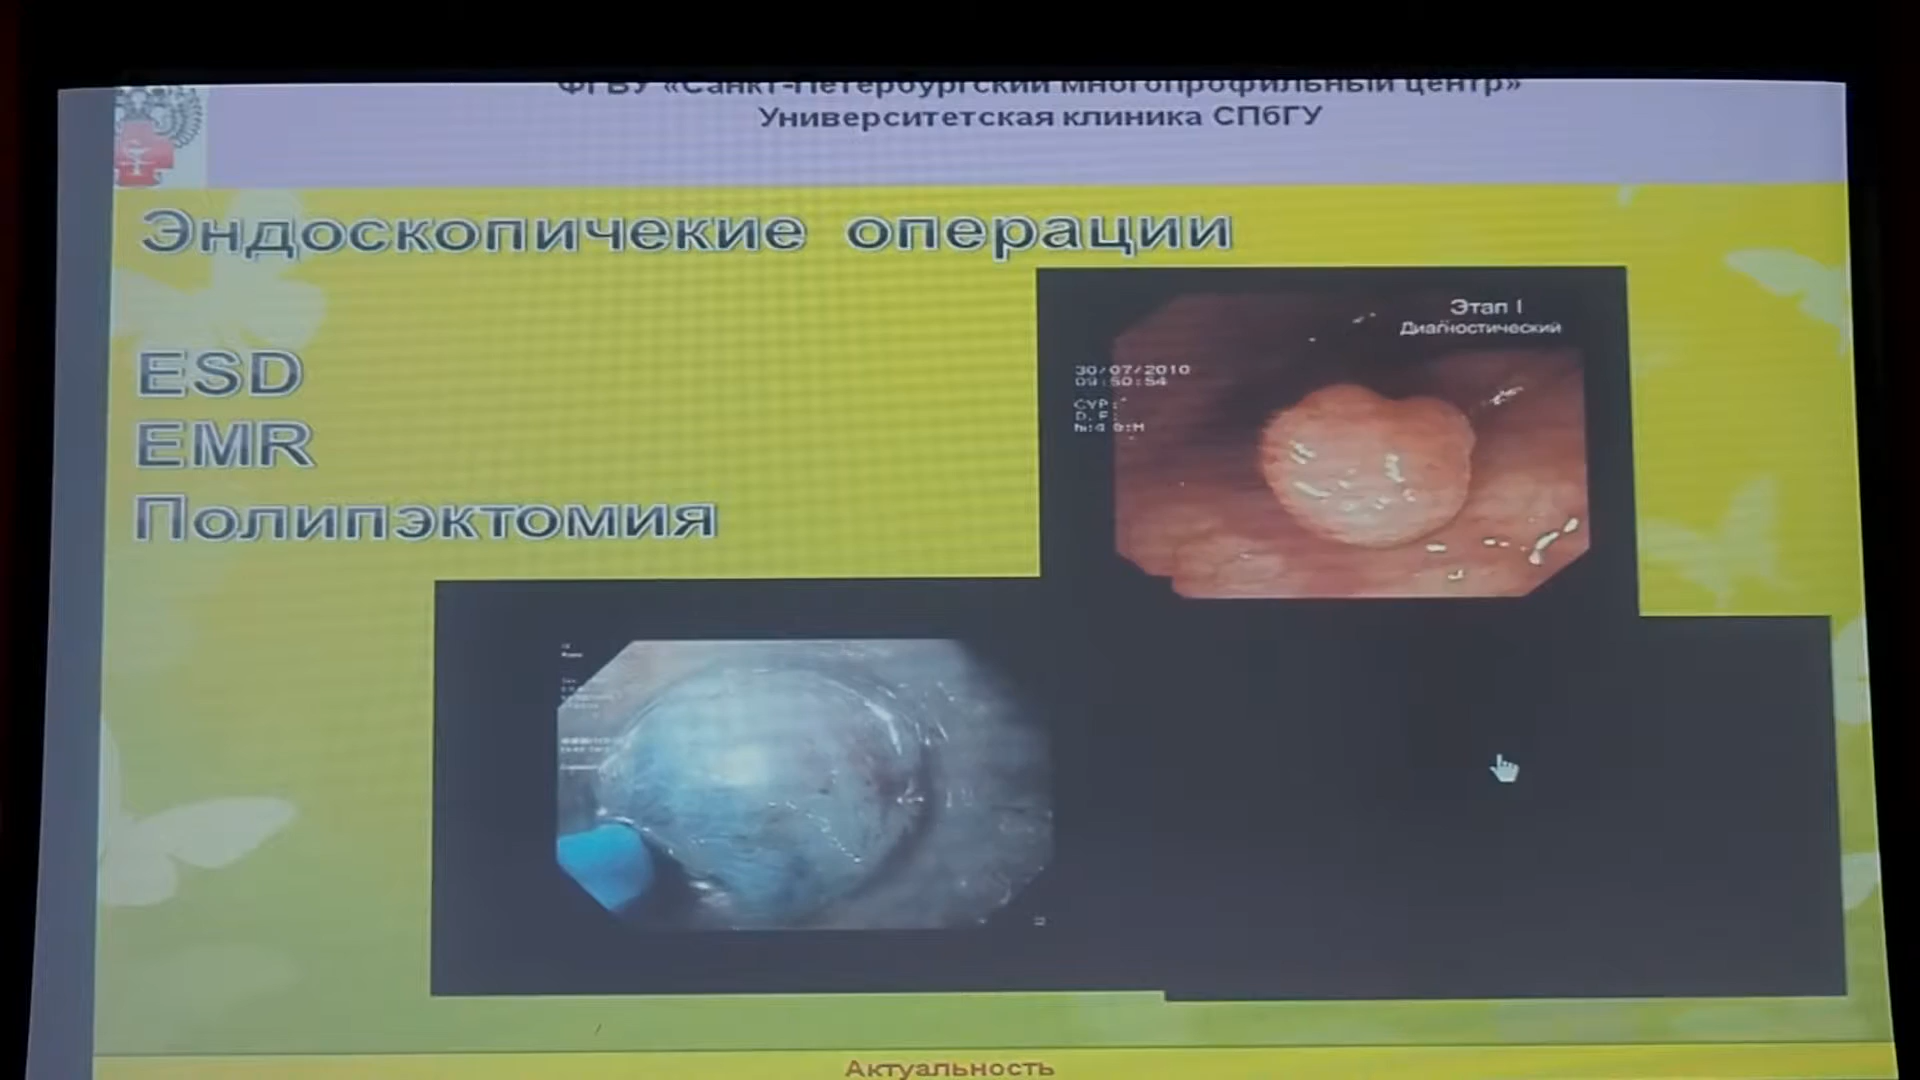 ФГБУ «Санкт-Петербургский многопрофильный центр»
Университетская клиника СПбГУ
Эндоскопичекие операции
ESD
EMR
Полипэктомия
Этап I
Диагностический
30/07/2010
09:50:54
CVP:
D.F:
Актуальность